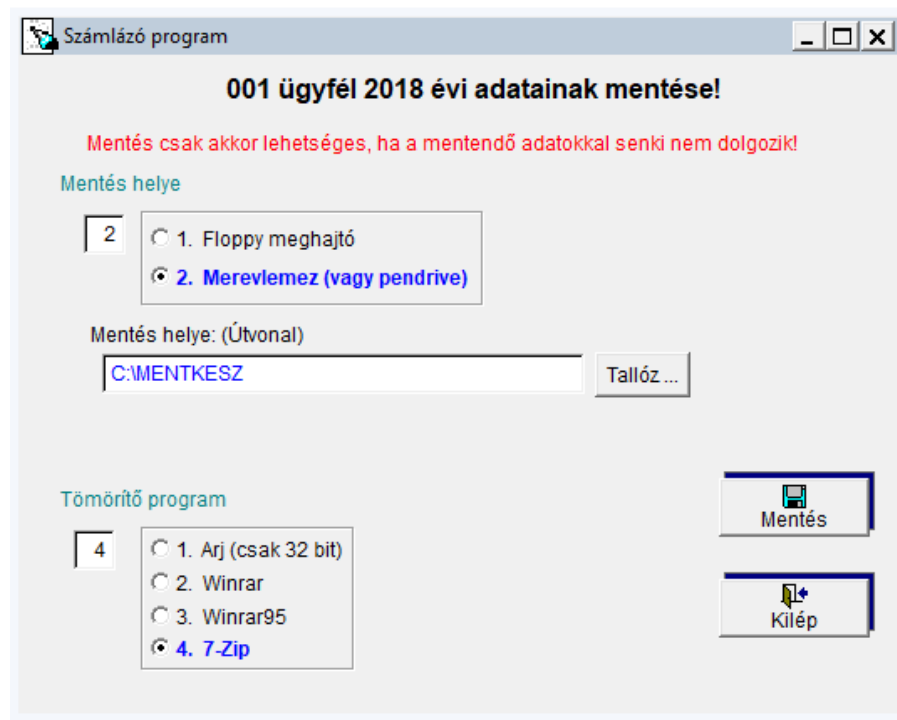 Számlázó program
001 ügyfél 2018 évi adatainak mentése!
Mentés csak akkor lehetséges, ha a mentendő adatokkal senki nem dolgozik!
Mentés helye
2
1. Floppy meghajtó
2. Merevlemez (vagy pendrive)
Mentés helye: (Útvonal)
C:\MENTKESZ
Tallóz ...
Tömörítő program
4
1. Arj (csak 32 bit)
2. Winrar
3. Winrar95
4. 7-Zip
Mentés
Kilép